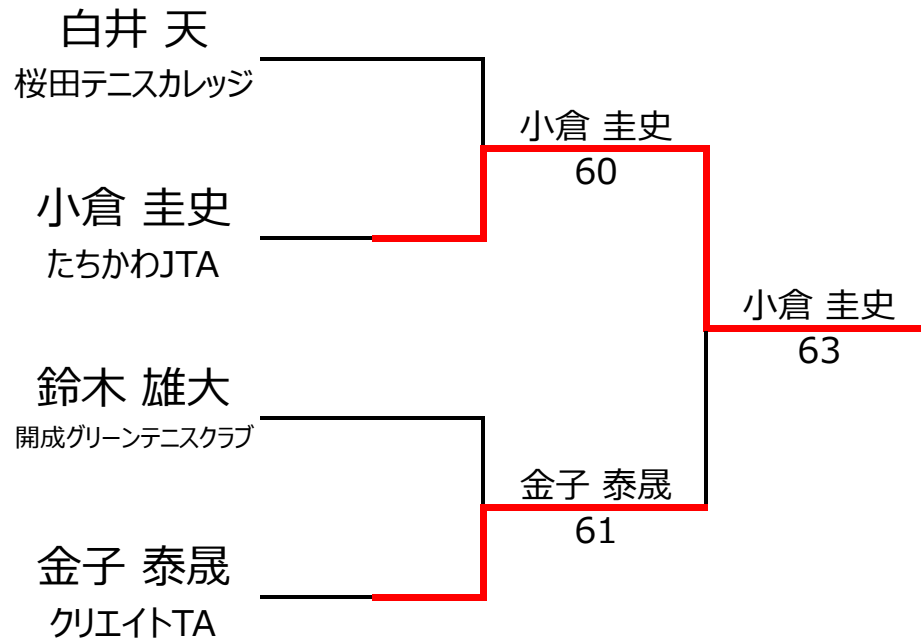 白井 天
桜田テニスカレッジ
小倉 圭史
60
小倉 圭史
たちかわJTA
小倉 圭史
63
鈴木 雄大
開成グリーンテニスクラブ
金子 泰晟
61
金子 泰晟
クリエイトTA